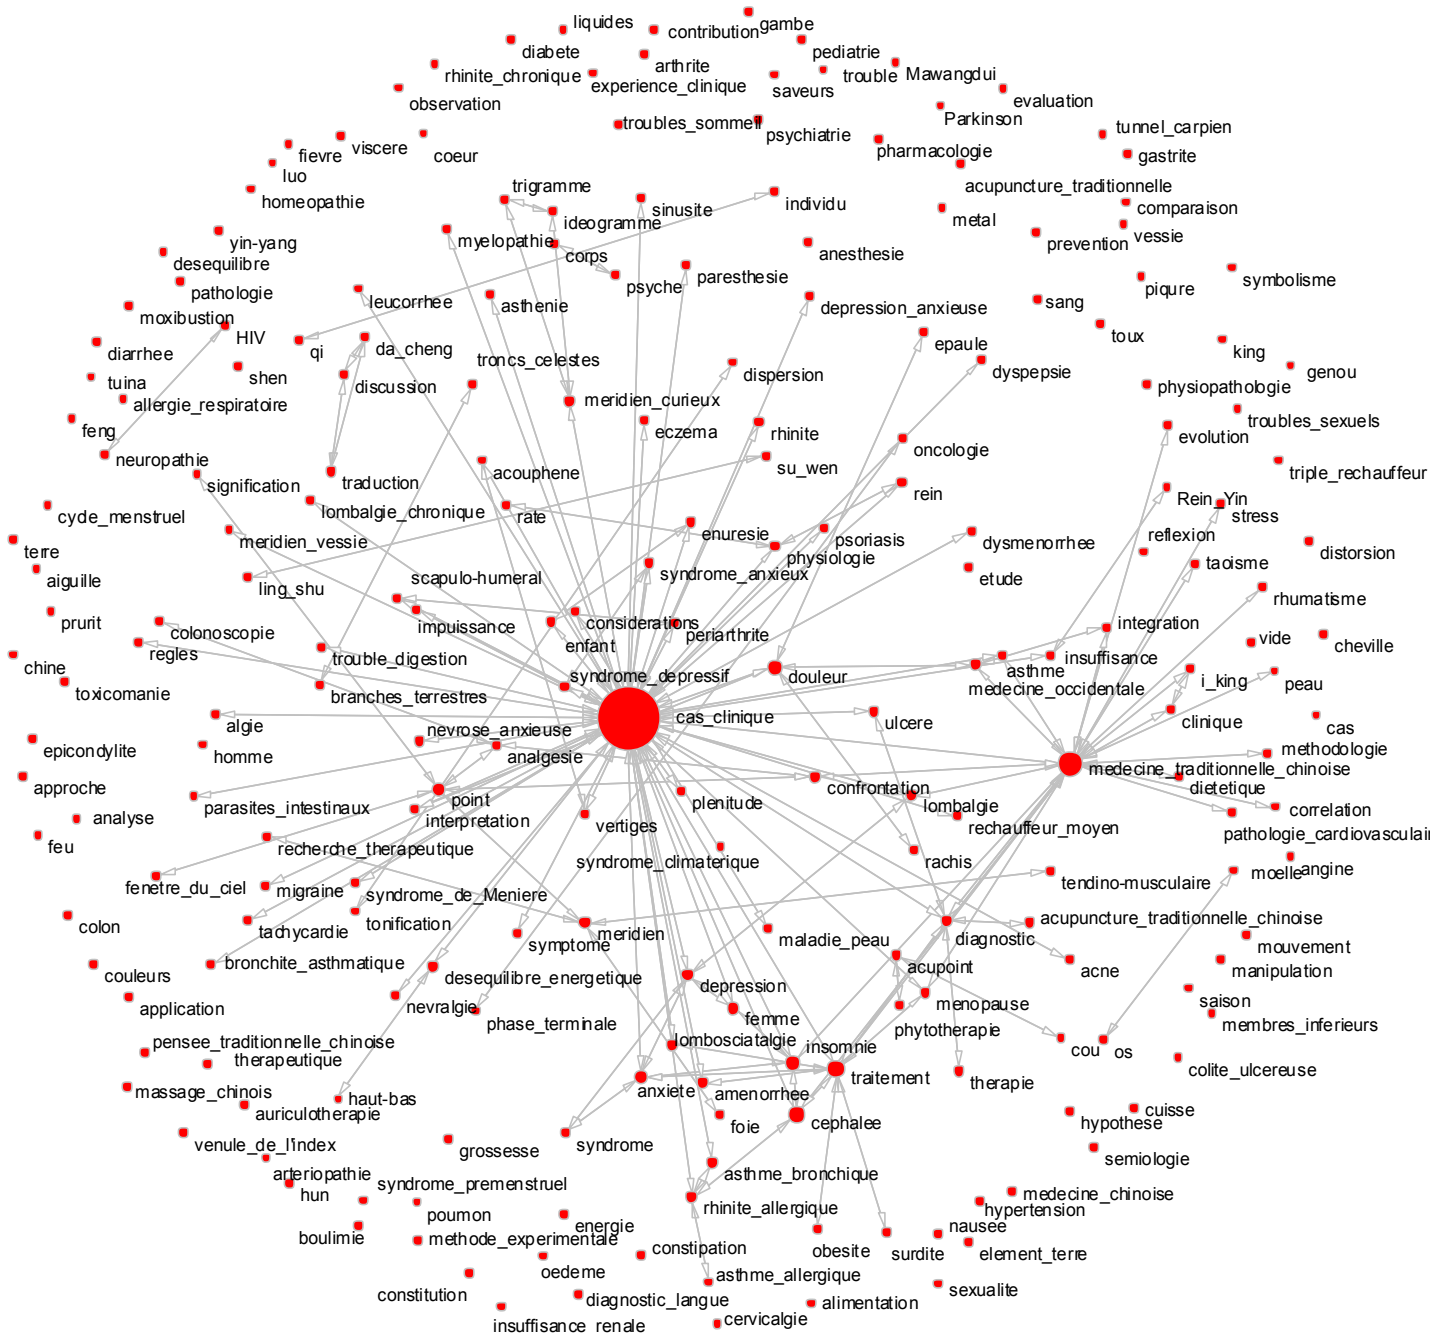 gambe
liquides
contribution
diabete
pediatrie
arthrite
rhinite_chronique
experience_clinique
trouble
Mawangdui
saveurs
observation
evaluation
Parkinson
troubles_sommeil
psychiatrie
tunnel_carpien
viscere
coeur
pharmacologie
fievre
gastrite
luo
trigramme
acupuncture_traditionnelle
homeopathie
individu
sinusite
comparaison
ideogramme
metal
yin-yang
myelopathie
prevention
vessie
corps
anesthesie
desequilibre
paresthesie
symbolisme
psyche
piqure
pathologie
leucorrhee
asthenie
depression_anxieuse
sang
moxibustion
HIV
epaule
toux
qi
da_cheng
king
diarrhee
troncs_celestes
dyspepsie
genou
shen
dispersion
tuina
discussion
physiopathologie
allergie_respiratoire
meridien_curieux
troubles_sexuels
feng
eczema
rhinite
evolution
oncologie
neuropathie
acouphene
su_wen
triple_rechauffeur
signification
traduction
rein
Rein_Yin
lombalgie_chronique
cycle_menstruel
rate
stress
enuresie
psoriasis
reflexion
meridien_vessie
dysmenorrhee
terre
physiologie
distorsion
aiguille
scapulo-humeral
syndrome_anxieux
etude
taoisme
ling_shu
rhumatisme
prurit
considerations
colonoscopie
impuissance
periarthrite
integration
enfant
vide
cheville
regles
trouble_digestion
insuffisance
chine
asthme
syndrome_depressif
douleur
i_king
peau
toxicomanie
branches_terrestres
medecine_occidentale
cas_clinique
ulcere
clinique
algie
nevrose_anxieuse
cas
epicondylite
homme
analgesie
methodologie
medecine_traditionnelle_chinoise
approche
dietetique
confrontation
parasites_intestinaux
point
plenitude
lombalgie
correlation
analyse
interpretation
vertiges
rechauffeur_moyen
pathologie_cardiovasculair
feu
recherche_therapeutique
syndrome_climaterique
rachis
moelle
angine
fenetre_du_ciel
migraine
syndrome_de_Meniere
tendino-musculaire
colon
tachycardie
tonification
acupuncture_traditionnelle_chinoise
meridien
symptome
maladie_peau
diagnostic
mouvement
bronchite_asthmatique
acupoint
acne
manipulation
couleurs
desequilibre_energetique
depression
menopause
saison
application
nevralgie
femme
phase_terminale
phytotherapie
membres_inferieurs
pensee_traditionnelle_chinoise
lombosciatalgie
insomnie
cou
os
therapeutique
colite_ulcereuse
anxiete
traitement
therapie
massage_chinois
haut-bas
amenorrhee
auriculotherapie
foie
cephalee
cuisse
hypothese
venule_de_l'index
grossesse
syndrome
semiologie
arteriopathie
asthme_bronchique
hun
syndrome_premenstruel
medecine_chinoise
rhinite_allergique
hypertension
poumon
energie
nausee
boulimie
methode_experimentale
constipation
obesite
surdite
element_terre
oedeme
asthme_allergique
constitution
diagnostic_langue
sexualite
alimentation
insuffisance_renale
cervicalgie